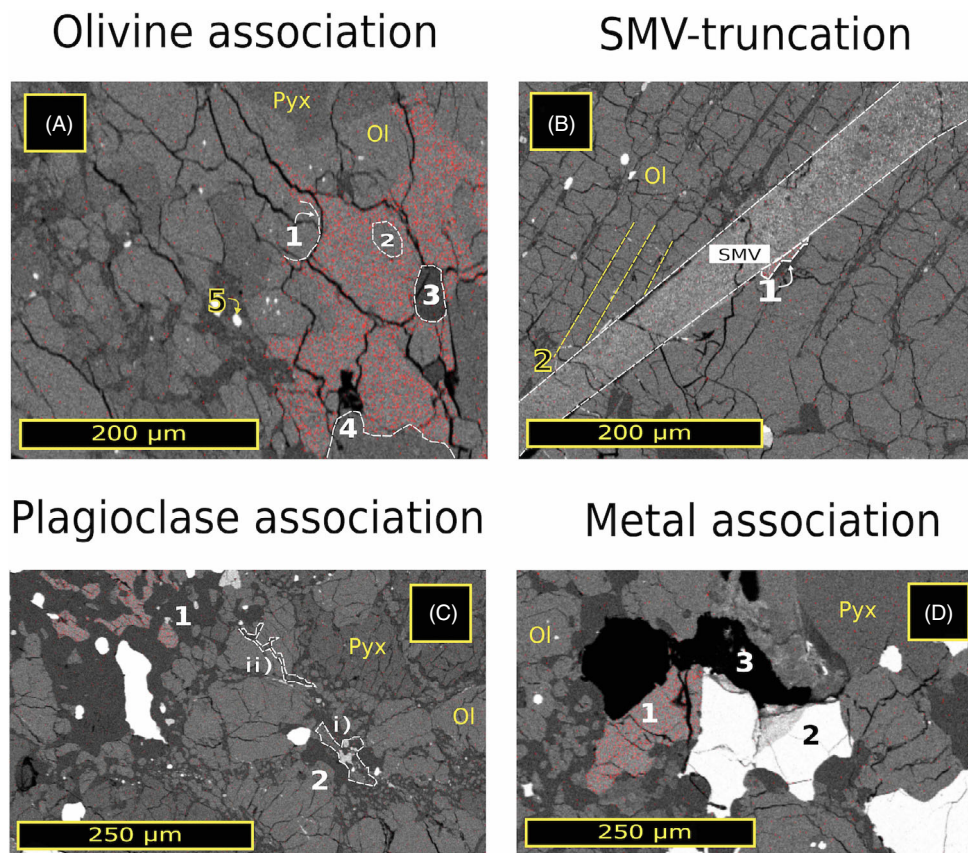 Olivine association
SMV-truncation
(A)
Pyx
Ol
1
2
3
5
4
200 µm
(B)
Ol
SMV
1
2
200 µm
Plagioclase association
Metal association
(C)
1
Pyx
ii)
Ol
i)
2
250 µm
(D)
Ol
Pyx
3
1
2
250 µm